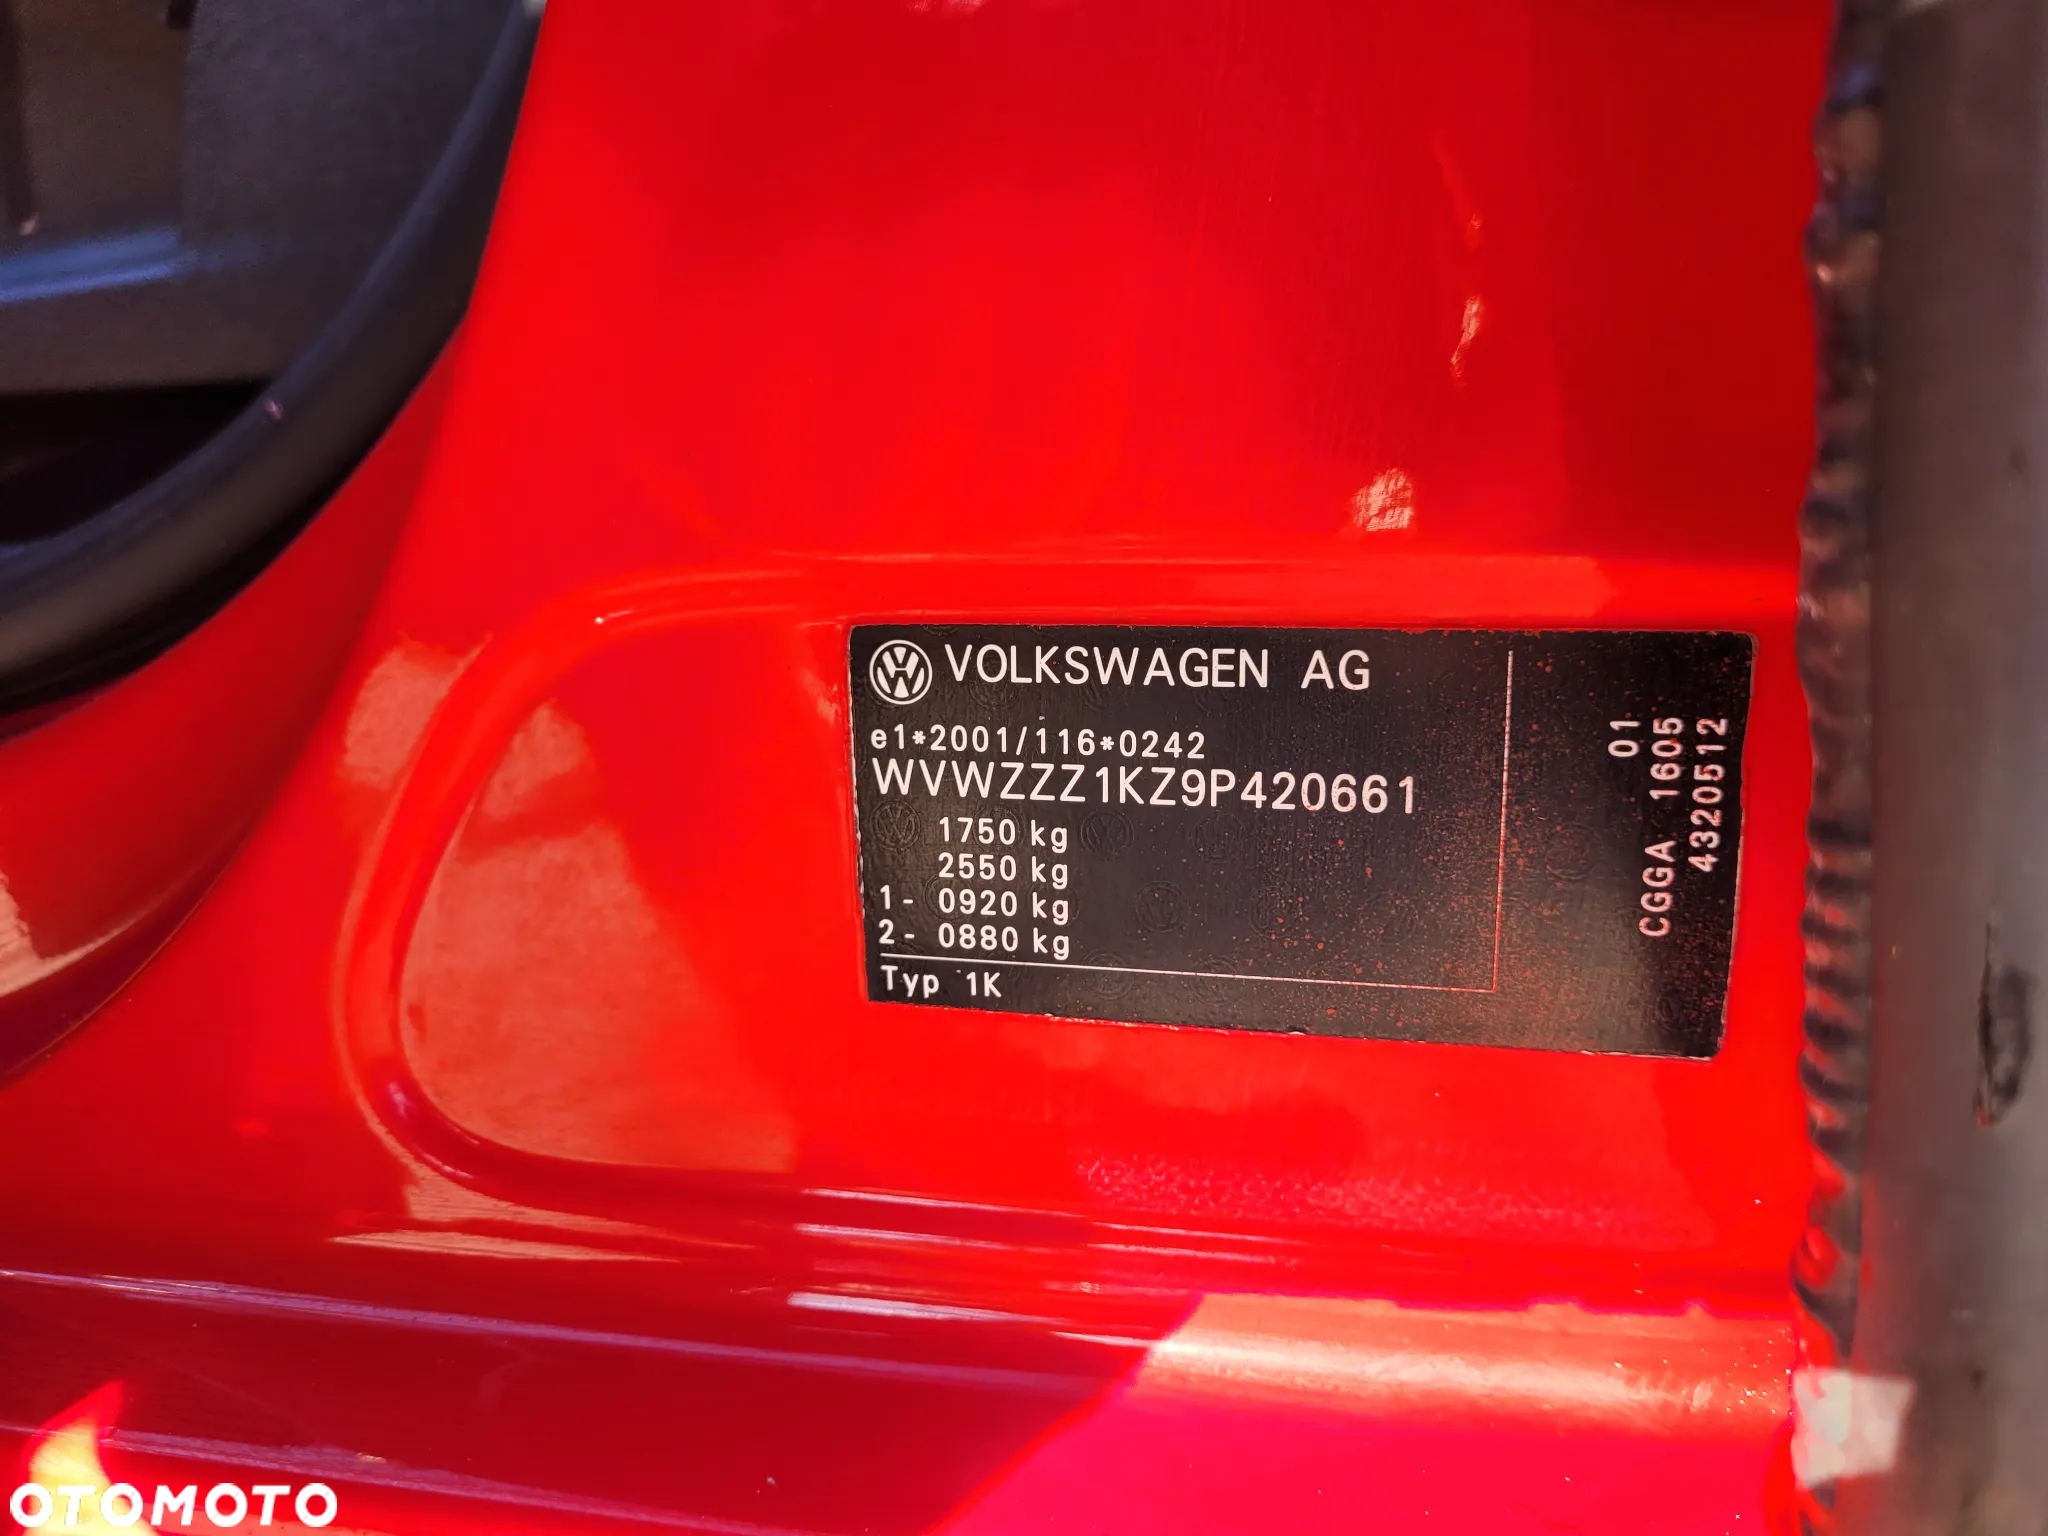 VOLKSWAGEN AG
e1*2001/116*0242
WVWZZZ1KZ9P420661
1750 kg
2550 kg
1- 0920 kg
2- 0880 kg
Typ 1K
01
CGGA 1605
4320512
OTOMOTO